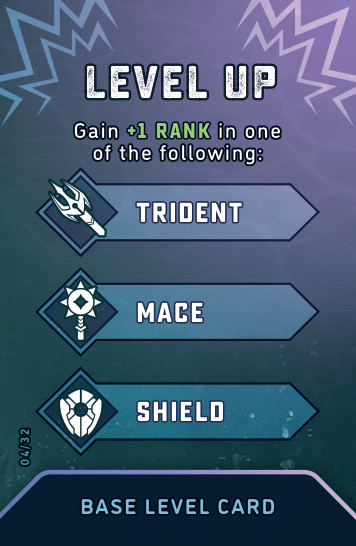 LEVEL UP
Gain +1 RANK in one
of the following:
TRIDENT
MACE
SHIELD
04/32
BASE LEVEL CARD